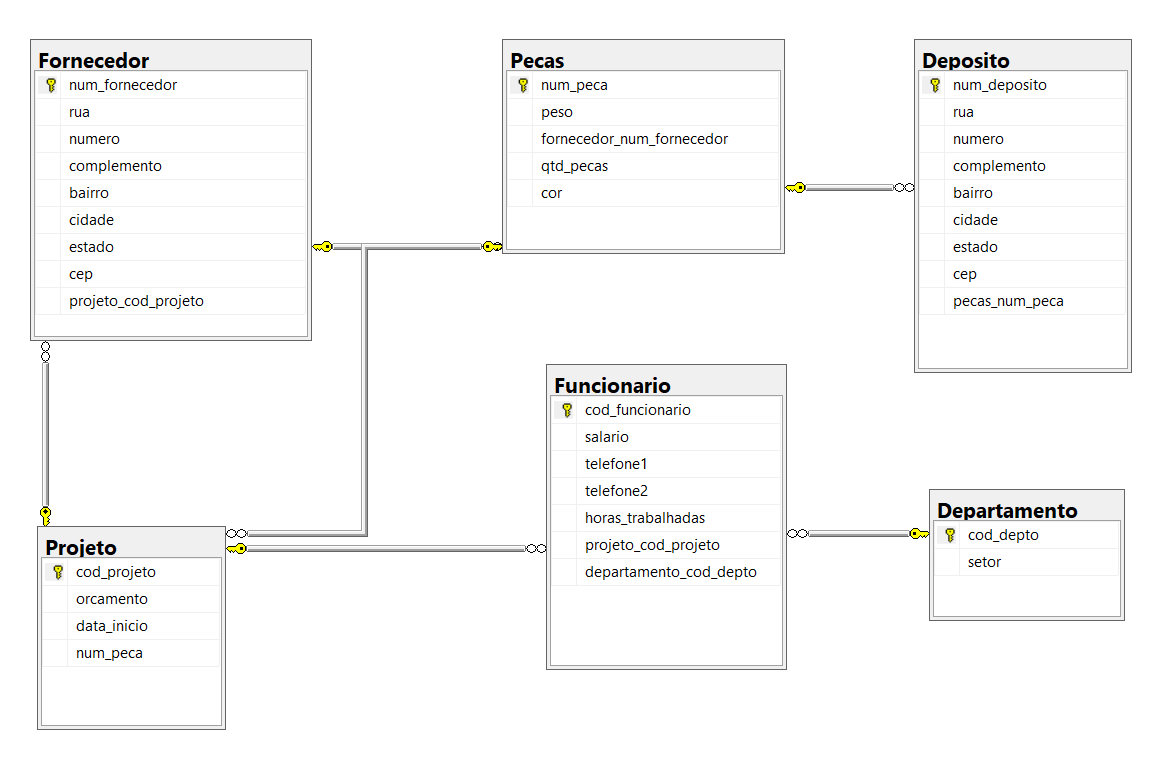 Fornecedor
num_fornecedor
rua
numero
complemento
bairro
cidade
estado
cep
projeto_cod_projeto
Pecas
num_peca
peso
fornecedor_num_fornecedor
qtd_pecas
cor
Deposito
num_deposito
rua
numero
complemento
bairro
cidade
estado
cep
pecas_num_peca
Projeto
cod_projeto
orcamento
data_inicio
num_peca
Funcionario
cod_funcionario
salario
telefone1
telefone2
horas_trabalhadas
projeto_cod_projeto
departamento_cod_depto
Departamento
cod_depto
setor